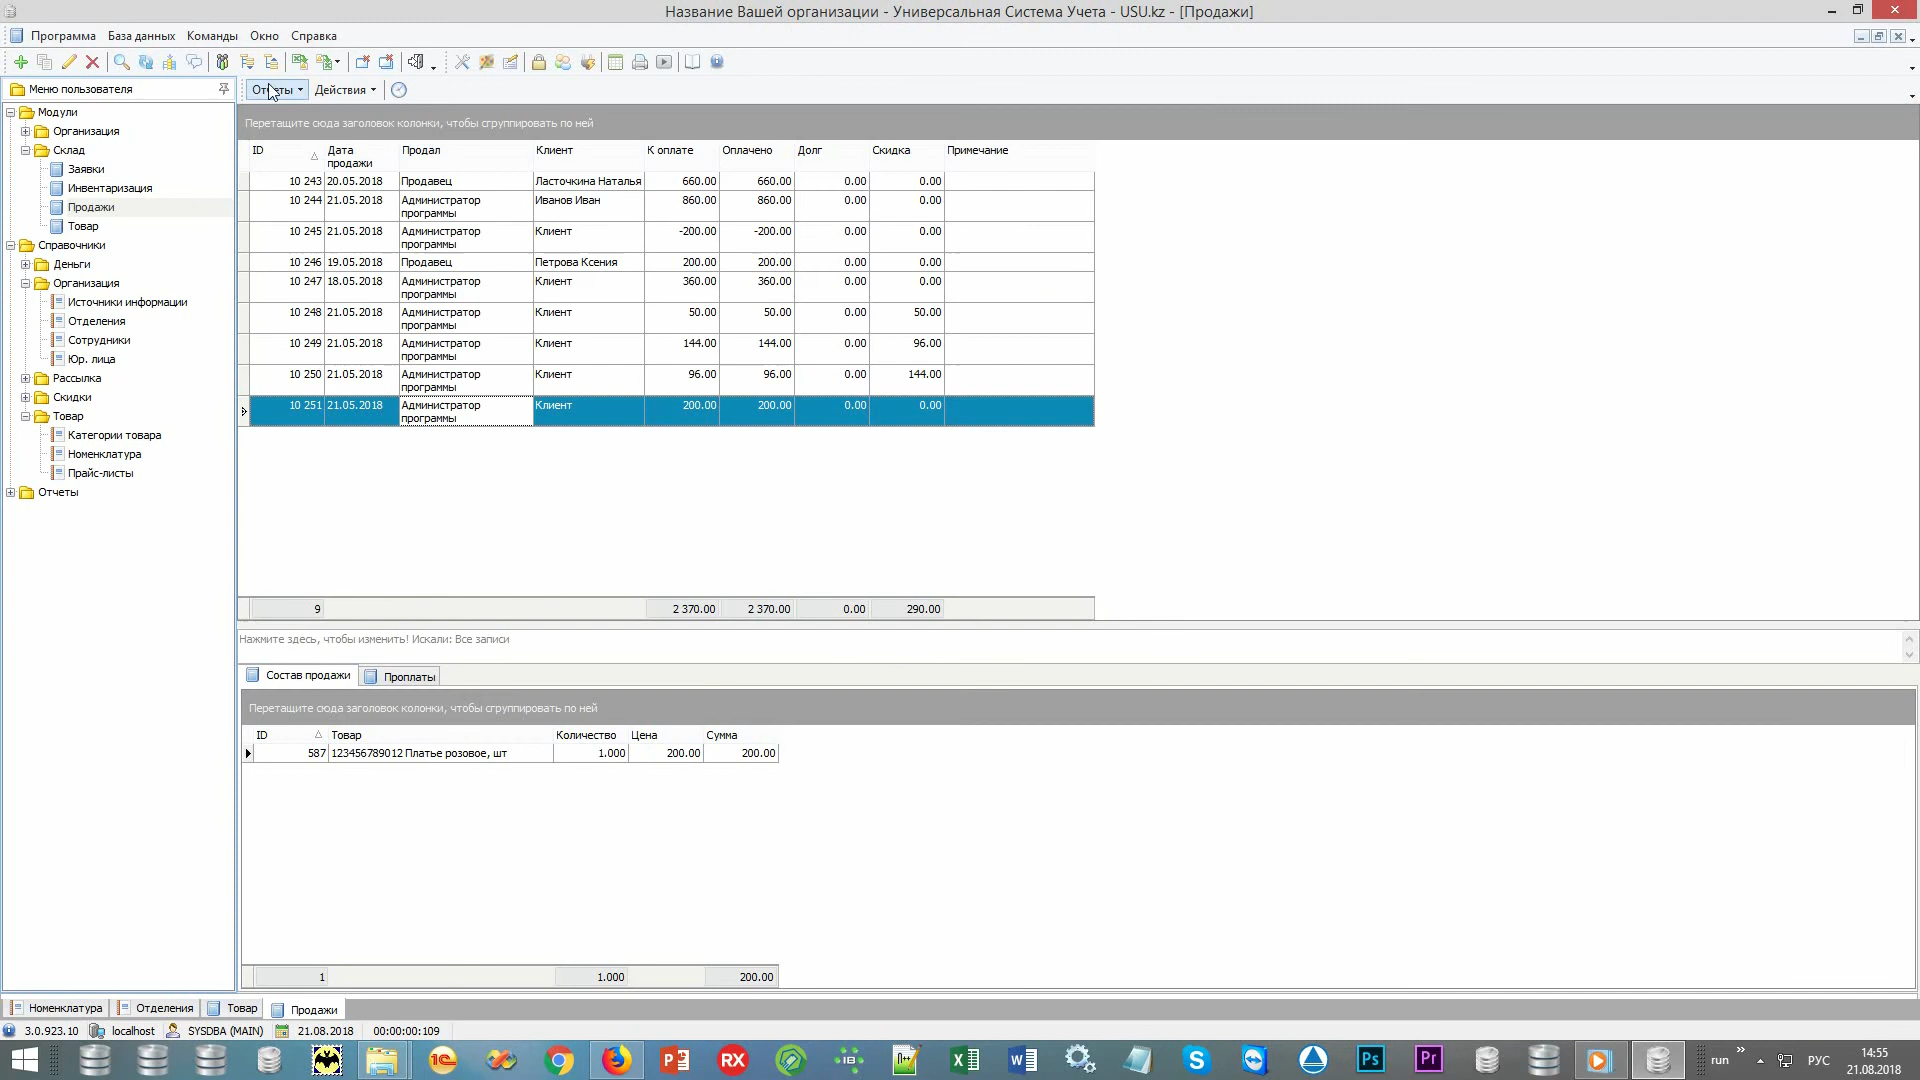 Название Вашей организации - Универсальная Система Учета - USU.kz - [Продажи]
Программа База данных Команды Окно Справка
Меню пользователя
Отчеты Действия
Модули
Организация
Склад
Заявки
Инвентаризация
Продажи
Товар
Справочники
Деньги
Организация
Источники информации
Отделения
Сотрудники
Юр. лица
Рассылка
Скидки
Товар
Категории товара
Номенклатура
Прайс-листы
Отчеты
Перетащите сюда заголовок колонки, чтобы сгруппировать по ней
ID Дата продажи Продал Клиент К оплате Оплачено Долг Скидка Примечание
10 243 20.05.2018 Продавец Ласточкина Наталья 660.00 660.00 0.00 0.00
10 244 21.05.2018 Администратор программы Иванов Иван 860.00 860.00 0.00 0.00
10 245 21.05.2018 Администратор программы Клиент -200.00 -200.00 0.00 0.00
10 246 19.05.2018 Продавец Петрова Ксения 200.00 200.00 0.00 0.00
10 247 18.05.2018 Администратор программы Клиент 360.00 360.00 0.00 0.00
10 248 21.05.2018 Администратор программы Клиент 50.00 50.00 0.00 50.00
10 249 21.05.2018 Администратор программы Клиент 144.00 144.00 0.00 96.00
10 250 21.05.2018 Администратор программы Клиент 96.00 96.00 0.00 144.00
10 251 21.05.2018 Администратор программы Клиент 200.00 200.00 0.00 0.00
9 2 370.00 2 370.00 0.00 290.00
Нажмите здесь, чтобы изменить! Искали: Все записи
Состав продажи Проплаты
Перетащите сюда заголовок колонки, чтобы сгруппировать по ней
ID Товар Количество Цена Сумма
587 123456789012 Платье розовое, шт 1.000 200.00 200.00
1 1.000 200.00
Номенклатура Отделения Товар Продажи
3.0.923.10 localhost SYSDBA (MAIN) 21.08.2018 00:00:00:109
run » РУС 14:55
21.08.2018